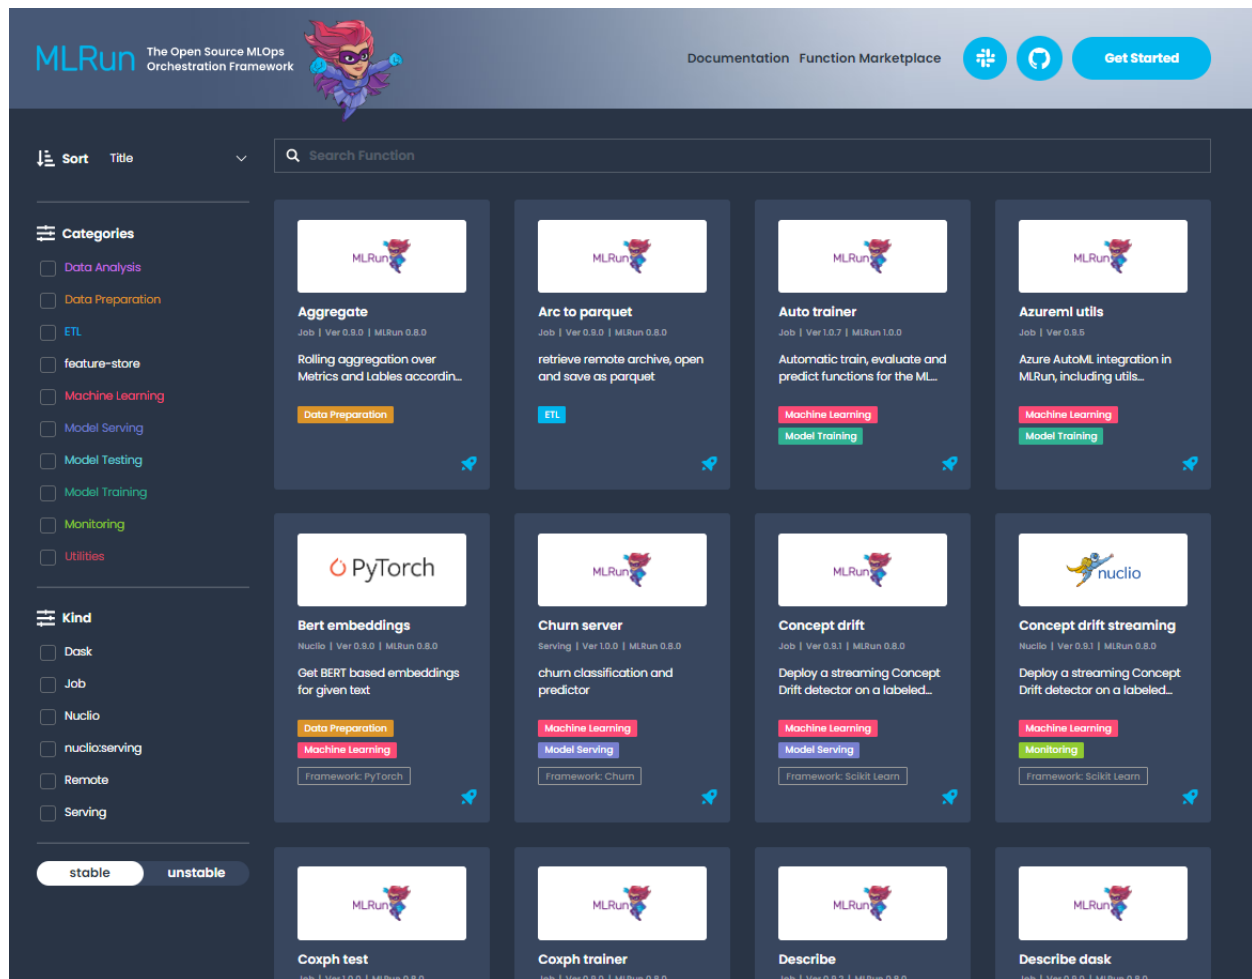 MLRun
The Open Source MLOps
Orchestration Framework
Documentation Function Marketplace
Get Started
Sort Title
Search Function
Categories
Data Analysis
Data Preparation
ETL
feature-store
Machine Learning
Model Serving
Model Testing
Model Training
Monitoring
Utilities
Kind
Dask
Job
Nuclio
nuclio:serving
Remote
Serving
stable unstable
MLRun
Aggregate
Job | Ver 0.9.0 | MLRun 0.8.0
Rolling aggregation over
Metrics and Lables accordin...
Data Preparation
MLRun
Arc to parquet
Job | Ver 0.9.0 | MLRun 0.8.0
retrieve remote archive, open
and save as parquet
ETL
MLRun
Auto trainer
Job | Ver 1.0.7 | MLRun 1.0.0
Automatic train, evaluate and
predict functions for the ML...
Machine Learning
Model Training
MLRun
Azureml utils
Job | Ver 0.9.5
Azure AutoML integration in
MLRun, including utils...
Machine Learning
Model Training
PyTorch
Bert embeddings
Nuclio | Ver 0.9.0 | MLRun 0.8.0
Get BERT based embeddings
for given text
Data Preparation
Machine Learning
Framework: PyTorch
MLRun
Churn server
Serving | Ver 1.0.0 | MLRun 0.8.0
churn classification and
predictor
Machine Learning
Model Serving
Framework: Churn
MLRun
Concept drift
Job | Ver 0.9.1 | MLRun 0.8.0
Deploy a streaming Concept
Drift detector on a labeled...
Machine Learning
Model Serving
Framework: Scikit Learn
nuclio
Concept drift streaming
Nuclio | Ver 0.9.1 | MLRun 0.8.0
Deploy a streaming Concept
Drift detector on a labeled...
Machine Learning
Monitoring
Framework: Scikit Learn
MLRun
Coxph test
MLRun
Coxph trainer
MLRun
Describe
MLRun
Describe dask